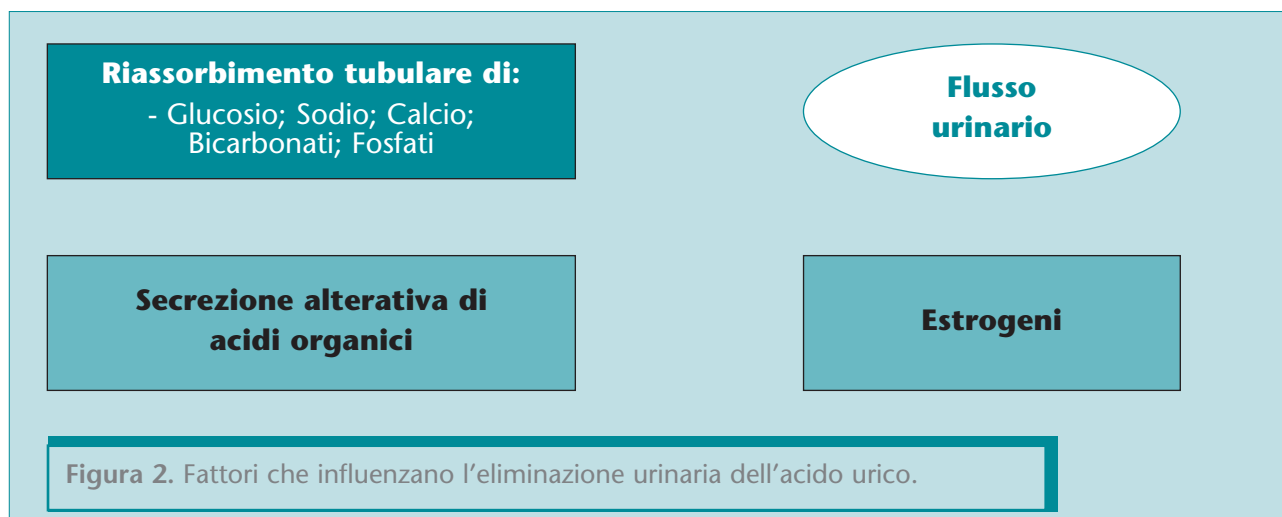 Riassorbimento tubulare di:
- Glucosio; Sodio; Calcio;
Bicarbonati; Fosfati
Flusso
urinario
Secrezione alterativa di
acidi organici
Estrogeni
Figura 2. Fattori che influenzano l’eliminazione urinaria dell’acido urico.